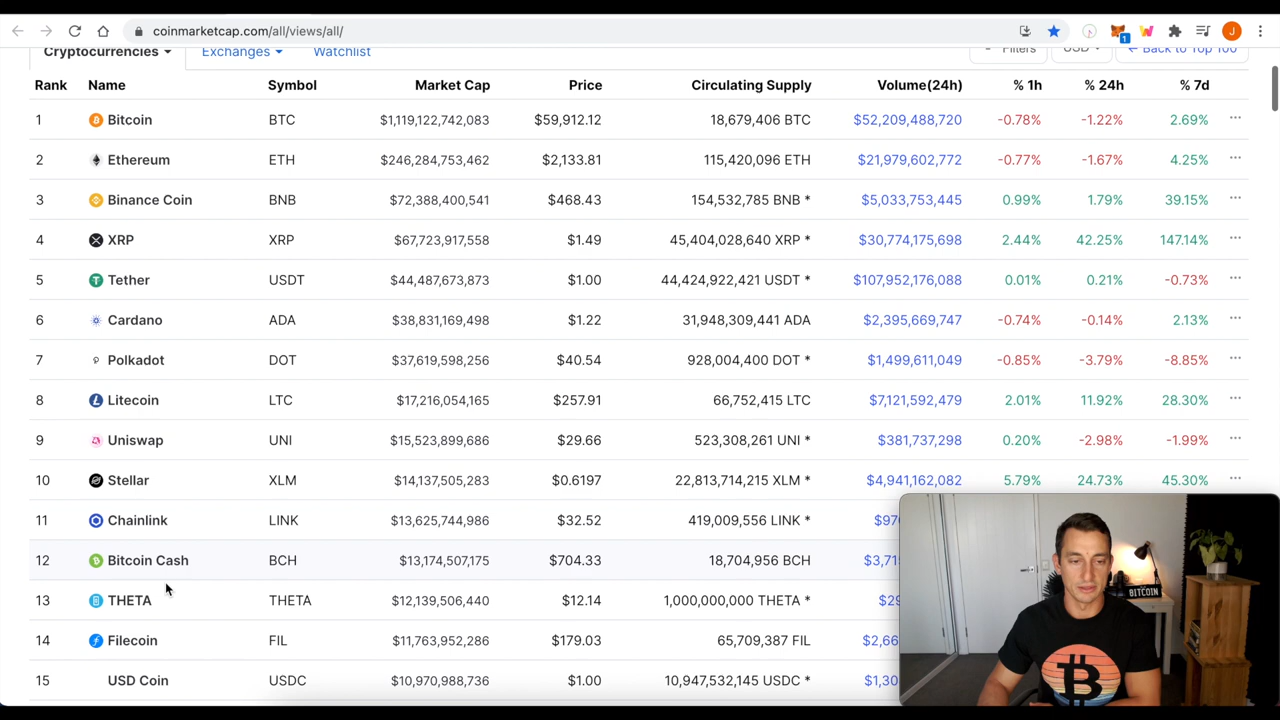 coinmarketcap.com/all/views/all/
1
J
Cryptocurrencies Exchanges Watchlist Filters USD ← Back to Top 100
Rank Name Symbol Market Cap Price Circulating Supply Volume(24h) % 1h % 24h % 7d
1 Bitcoin BTC $1,119,122,742,083 $59,912.12 18,679,406 BTC $52,209,488,720 -0.78% -1.22% 2.69%
2 Ethereum ETH $246,284,753,462 $2,133.81 115,420,096 ETH $21,979,602,772 -0.77% -1.67% 4.25%
3 Binance Coin BNB $72,388,400,541 $468.43 154,532,785 BNB * $5,033,753,445 0.99% 1.79% 39.15%
4 XRP XRP $67,723,917,558 $1.49 45,404,028,640 XRP * $30,774,175,698 2.44% 42.25% 147.14%
5 Tether USDT $44,487,673,873 $1.00 44,424,922,421 USDT * $107,952,176,088 0.01% 0.21% -0.73%
6 Cardano ADA $38,831,169,498 $1.22 31,948,309,441 ADA $2,395,669,747 -0.74% -0.14% 2.13%
7 Polkadot DOT $37,619,598,256 $40.54 928,004,400 DOT * $1,499,611,049 -0.85% -3.79% -8.85%
8 Litecoin LTC $17,216,054,165 $257.91 66,752,415 LTC $7,121,592,479 2.01% 11.92% 28.30%
9 Uniswap UNI $15,523,899,686 $29.66 523,308,261 UNI * $381,737,298 0.20% -2.98% -1.99%
10 Stellar XLM $14,137,505,283 $0.6197 22,813,714,215 XLM * $4,941,162,082 5.79% 24.73% 45.30%
11 Chainlink LINK $13,625,744,986 $32.52 419,009,556 LINK *
12 Bitcoin Cash BCH $13,174,507,175 $704.33 18,704,956 BCH
13 THETA THETA $12,139,506,440 $12.14 1,000,000,000 THETA *
14 Filecoin FIL $11,763,952,286 $179.03 65,709,387 FIL
15 USD Coin USDC $10,970,988,736 $1.00 10,947,532,145 USDC *
BITCOIN